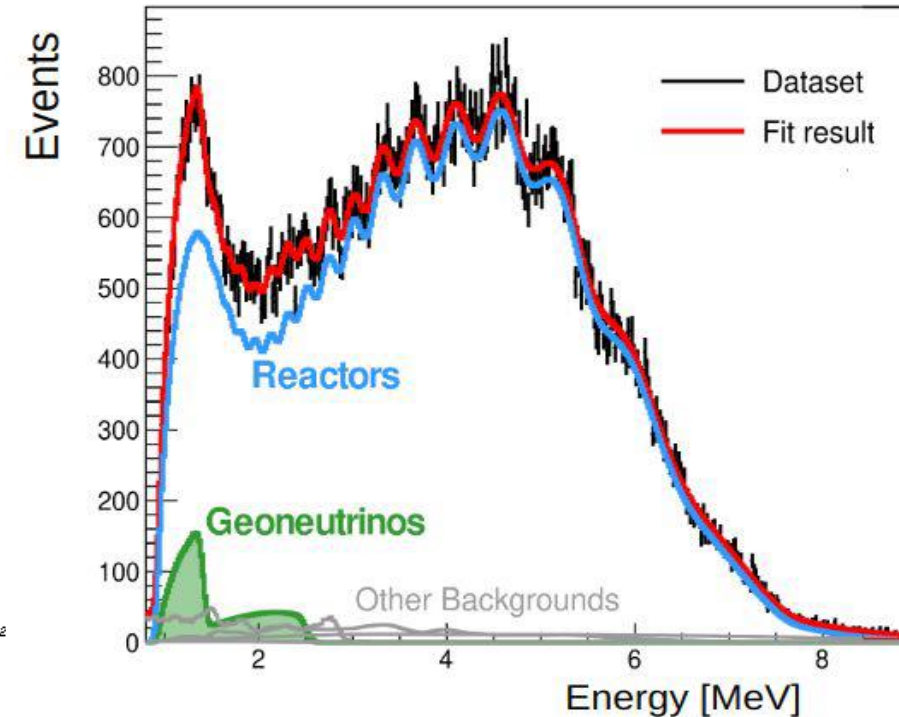 Events
800
700
600
500
400
300
200
100
0
2
4
6
8
Energy [MeV]
Dataset
Fit result
Reactors
Geoneutrinos
Other Backgrounds
2